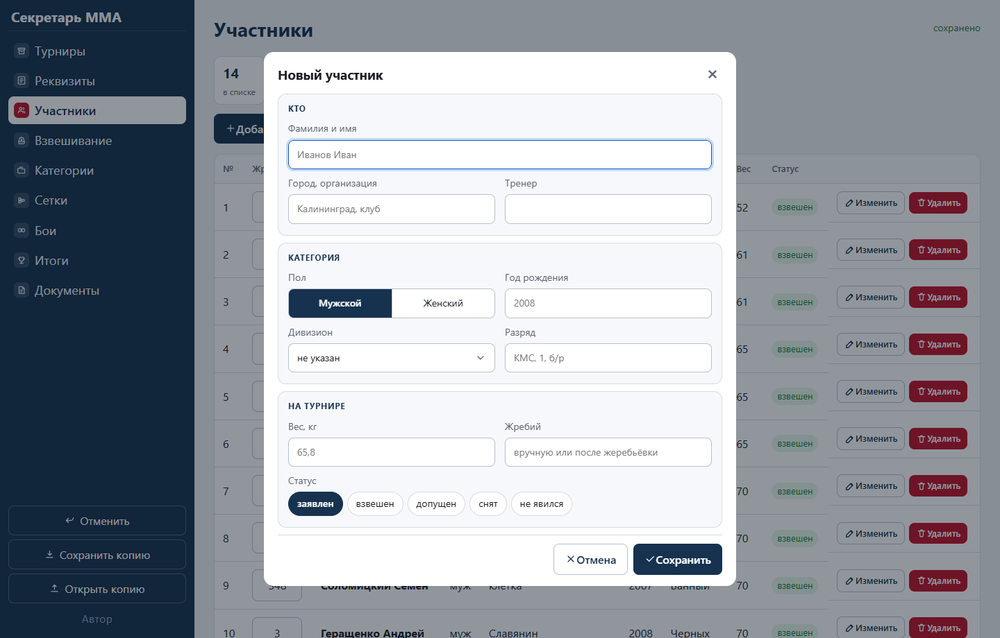 Секретарь ММА
Турниры
Реквизиты
Участники
Взвешивание
Категории
Сетки
Бои
Итоги
Документы
Отменить
Сохранить копию
Открыть копию
Автор
Участники
сохранено
14
в списке
Новый участник
КТО
Фамилия и имя
Иванов Иван
Город, организация Тренер
Калининград, клуб
КАТЕГОРИЯ
Пол Год рождения
Мужской Женский 2008
Дивизион Разряд
не указан КМС, 1, б/р
НА ТУРНИРЕ
Вес, кг Жребий
65,8 вручную или после жеребьёвки
Статус
заявлен взвешен допущен снят не явился
Отмена Сохранить
№ Вес Статус
1 52 взвешен Изменить Удалить
2 61 взвешен Изменить Удалить
3 61 взвешен Изменить Удалить
4 65 взвешен Изменить Удалить
5 65 взвешен Изменить Удалить
6 65 взвешен Изменить Удалить
7 70 взвешен Изменить Удалить
8 70 взвешен Изменить Удалить
9 348 Соломицкий Семен муж Клетка 2007 Ванный 70 взвешен Изменить Удалить
10 3 Геращенко Андрей муж Славянин 2008 Черных 70 взвешен Изменить Удалить